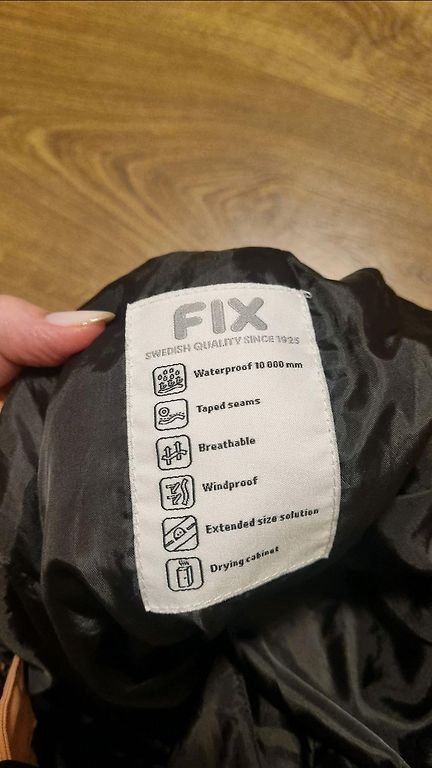 FIX
SWEDISH QUALITY SINCE 1925
Waterproof 10 000 mm
Taped seams
Breathable
Windproof
Extended size solution
Drying cabinet